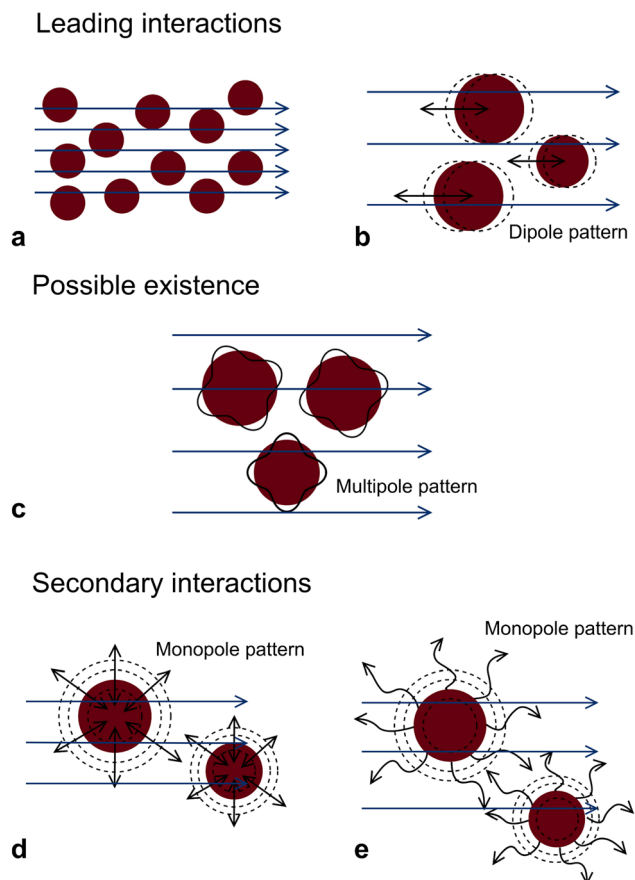 Leading interactions
a
b
Dipole pattern
Possible existence
Multipole pattern
c
Secondary interactions
Monopole pattern
Monopole pattern
d
e